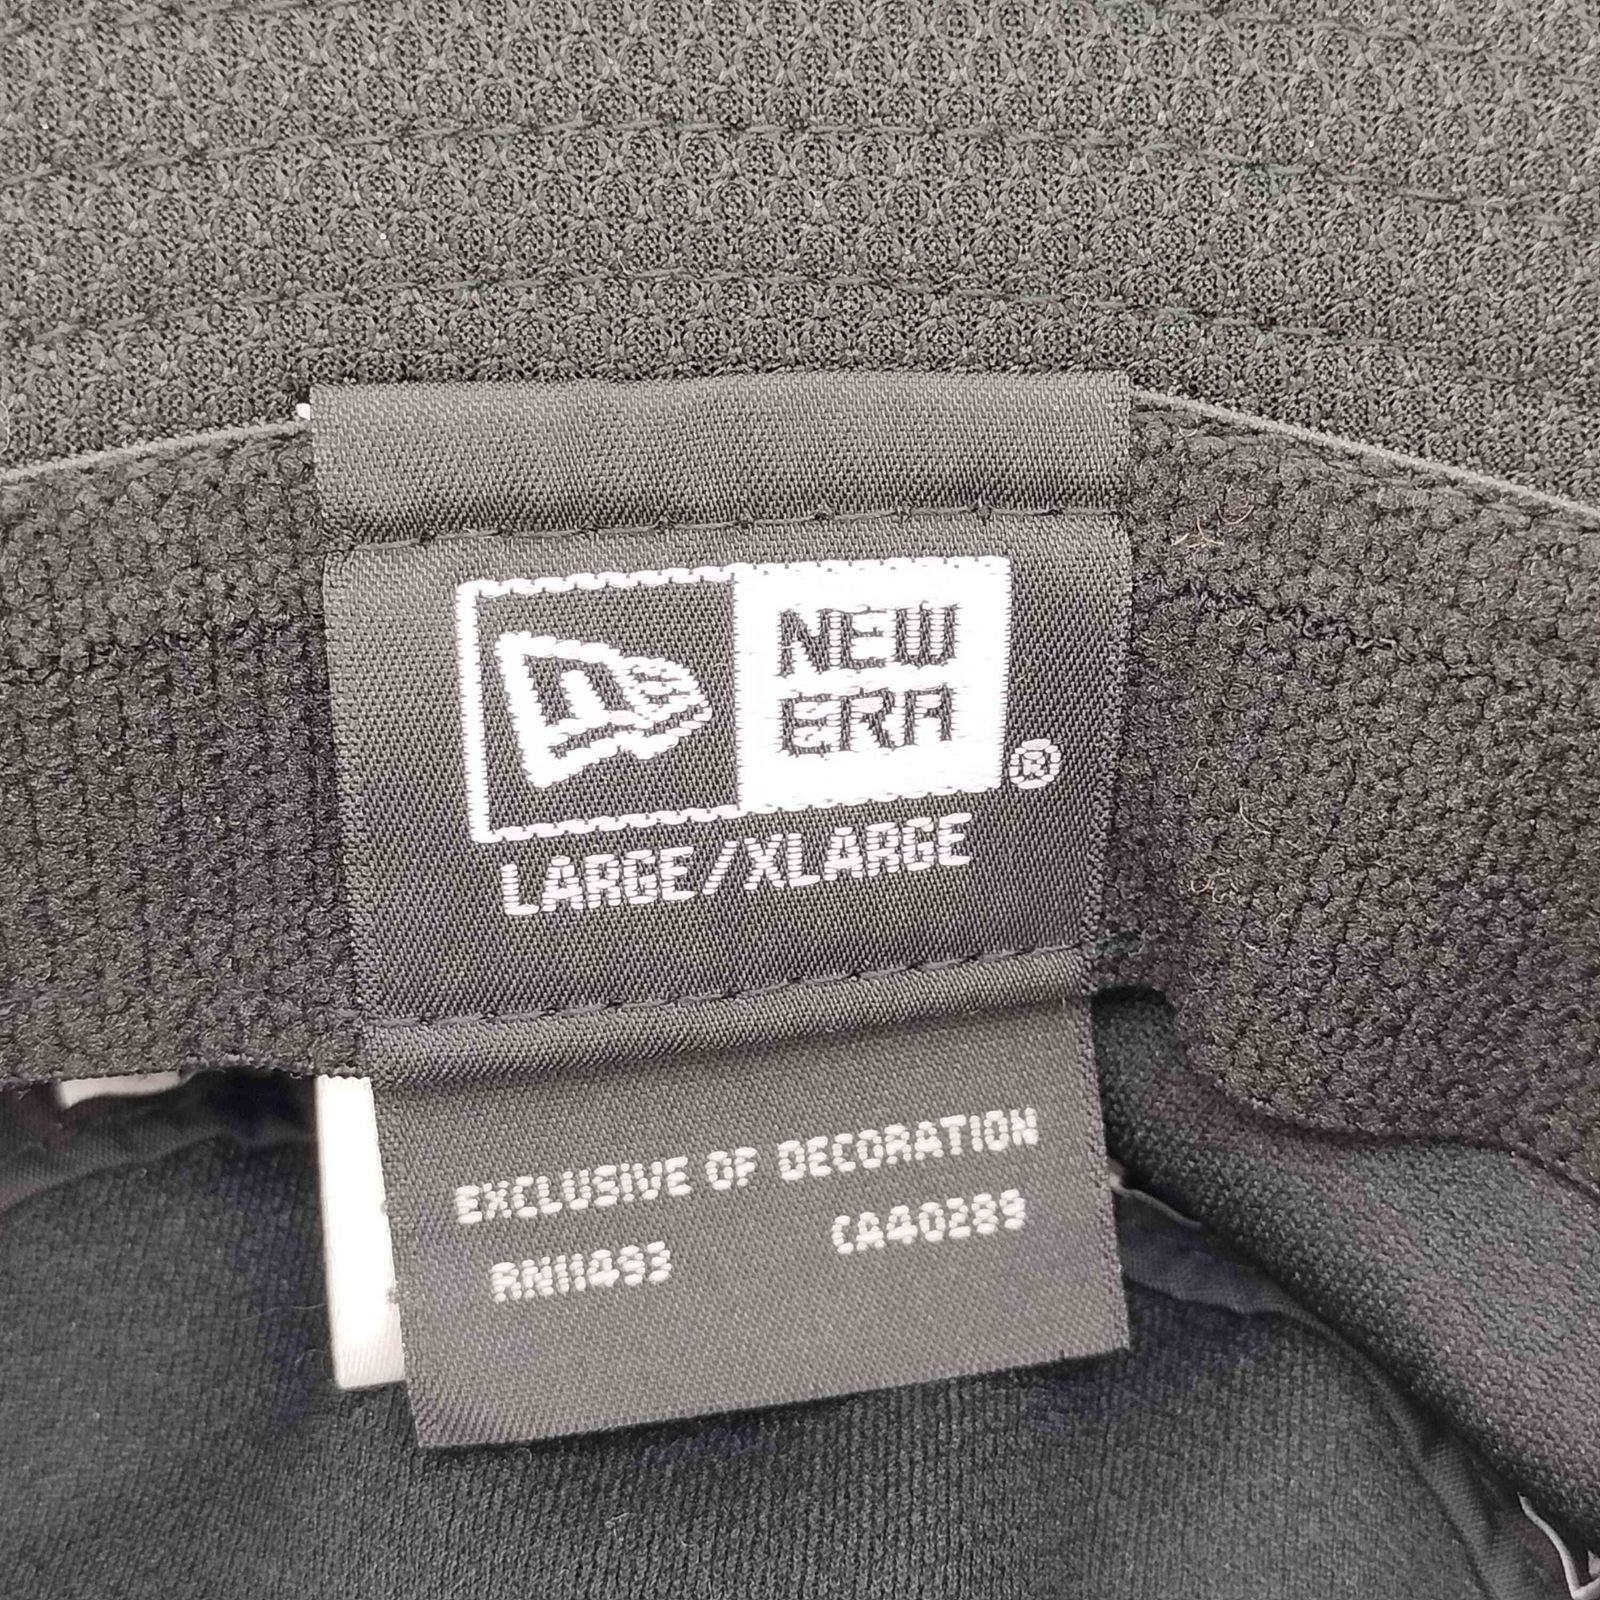 NEW
ERA
®
LARGE/XLARGE
EXCLUSIVE OF DECORATION
RN11493 CA40289